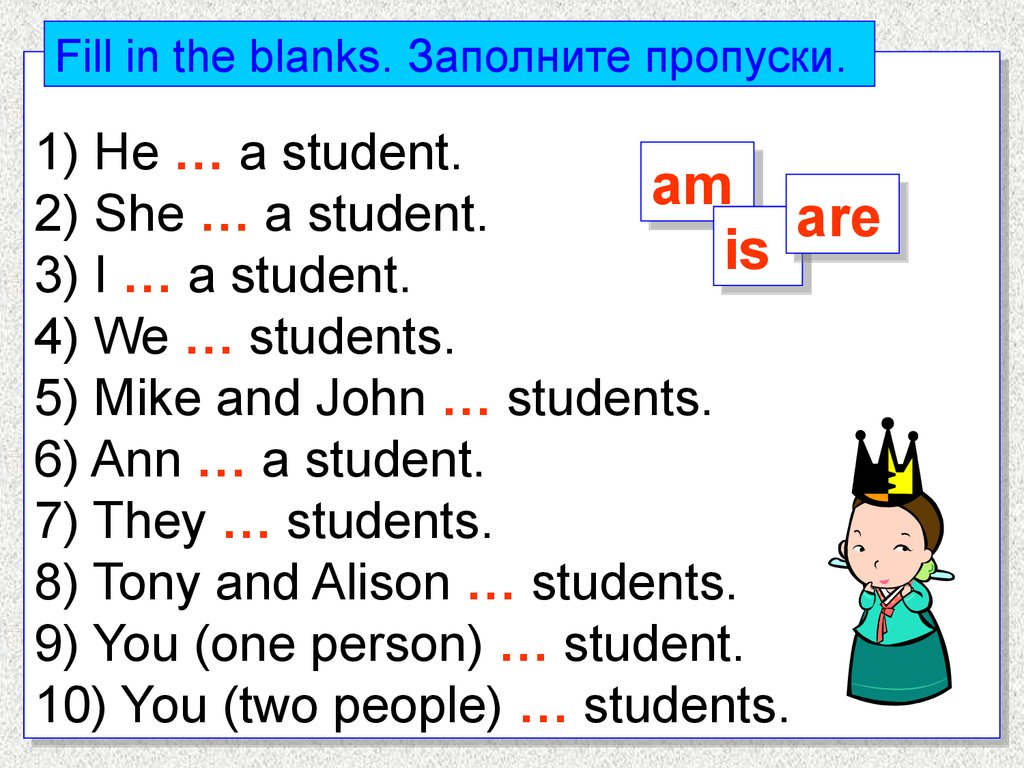 Fill in the blanks. Заполните пропуски.
1) He … a student.
2) She … a student.
3) I … a student.
4) We … students.
5) Mike and John … students.
6) Ann … a student.
7) They … students.
8) Tony and Alison … students.
9) You (one person) … student.
10) You (two people) … students.
am
is
are